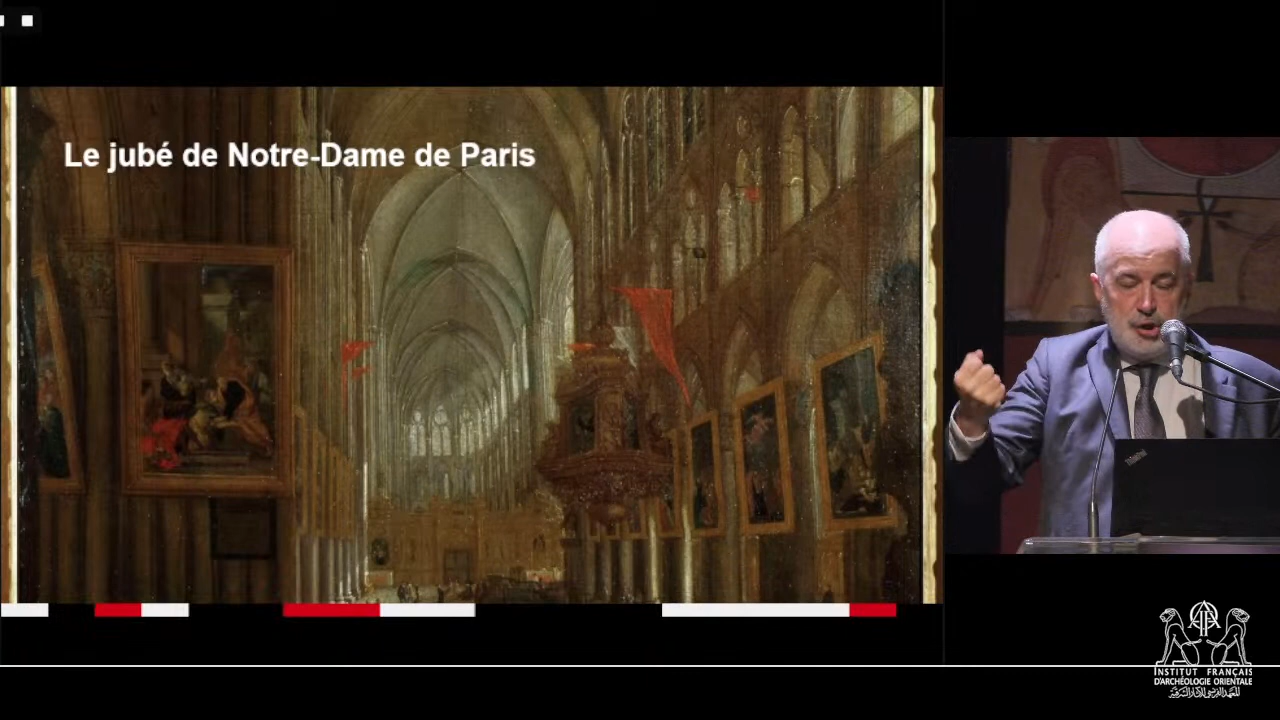 Le jubé de Notre-Dame de Paris
INSTITUT FRANÇAIS
D'ARCHÉOLOGIE ORIENTALE